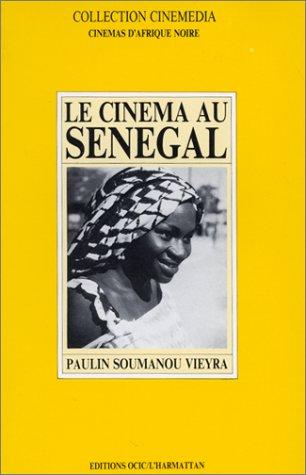 COLLECTION CINEMEDIA
CINEMAS D'AFRIQUE NOIRE
LE CINEMA AU
SENEGAL
PAULIN SOUMANOU VIEYRA
EDITIONS OCIC/L'HARMATTAN